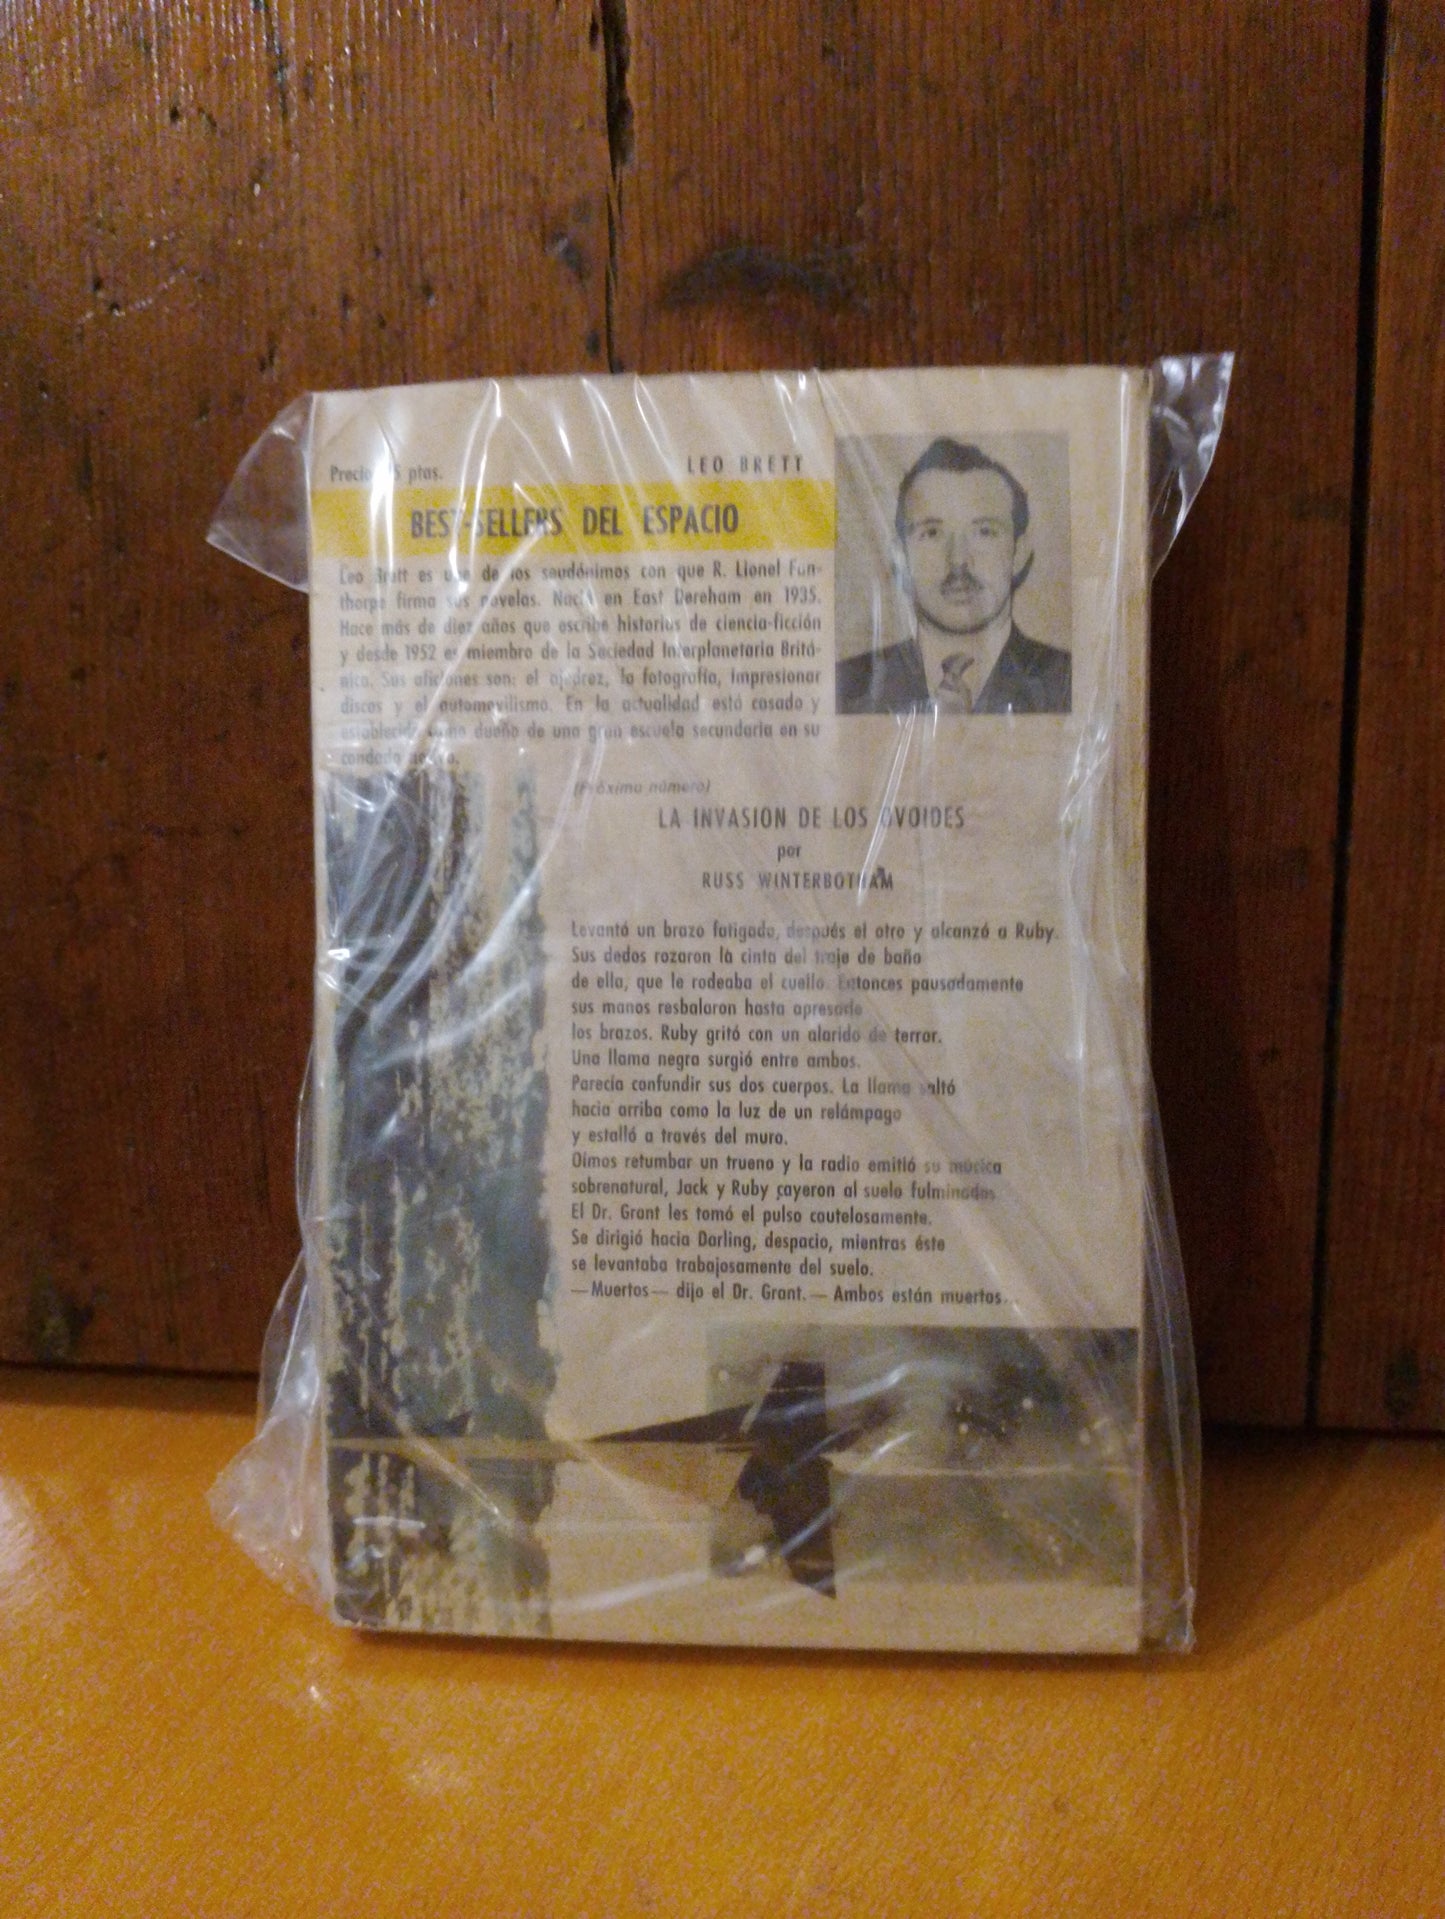 Precio 5 ptas.
LEO BRETT
BEST-SELLERS DEL ESPACIO
Leo Brett es uno de los seudónimos con que R. Lionel Fan-
thorpe firma sus novelas. Nació en East Dereham en 1935.
Hace más de diez años que escribe historias de ciencia-ficción
y desde 1952 es miembro de la Sociedad Interplanetaria Britá-
nica. Sus aficiones son: el ajedrez, la fotografía, impresionar
discos y el automovilismo. En la actualidad está casado y
establecido como dueño de una gran escuela secundaria en su
condado
(Próximo número)
LA INVASION DE LOS OVOIDES
por
RUSS WINTERBOTHAM
Levantó un brazo fatigado, después el otro y alcanzó a Ruby.
Sus dedos rozaron la cinta del traje de baño
de ella, que le rodeaba el cuello. Entonces pausadamente
sus manos resbalaron hasta apresarle
los brazos. Ruby gritó con un alarido de terror.
Una llama negra surgió entre ambos.
Parecía confundir sus dos cuerpos. La llama saltó
hacia arriba como la luz de un relámpago
y estalló a través del muro.
Oímos retumbar un trueno y la radio emitió su música
sobrenatural, Jack y Ruby cayeron al suelo fulminados
El Dr. Grant les tomó el pulso cautelosamente.
Se dirigió hacia Darling, despacio, mientras éste
se levantaba trabajosamente del suelo.
—Muertos— dijo el Dr. Grant.— Ambos están muertos...